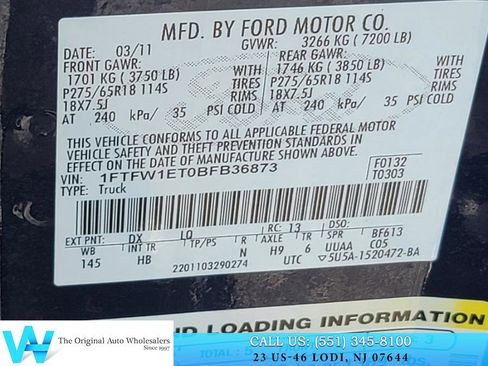 MFD. BY FORD MOTOR CO.
DATE: 03/11 GVWR: 3266 KG ( 7200 LB)
FRONT GAWR: REAR GAWR:
1701 KG ( 3750 LB) WITH 1746 KG ( 3850 LB) WITH
P275/65R18 114S TIRES P275/65R18 114S TIRES
18X7.5J RIMS 18X7.5J RIMS
AT 240 kPa/ 35 PSI COLD AT 240 kPa/ 35 PSI COLD
THIS VEHICLE CONFORMS TO ALL APPLICABLE FEDERAL MOTOR
VEHICLE SAFETY AND THEFT PREVENTION STANDARDS IN EFFECT
ON THE DATE OF MANUFACTURE SHOWN ABOVE.
VIN: 1FTFW1ET0BFB36873 F0132
TYPE: Truck T0303
EXT PNT: DX LQ RC: 13 DSO:
WB INT TR TP/PS R AXLE TR SPR BF613
145 HB N H9 6 UUAA C05
2201103290274 UTC ▽5U5A-1520472-BA
ND LOADING INFORMATION
TOTAL : 5 3
The Original Auto Wholesalers
Since 1997
CALL US: (551) 345-8100
23 US-46 LODI, NJ 07644